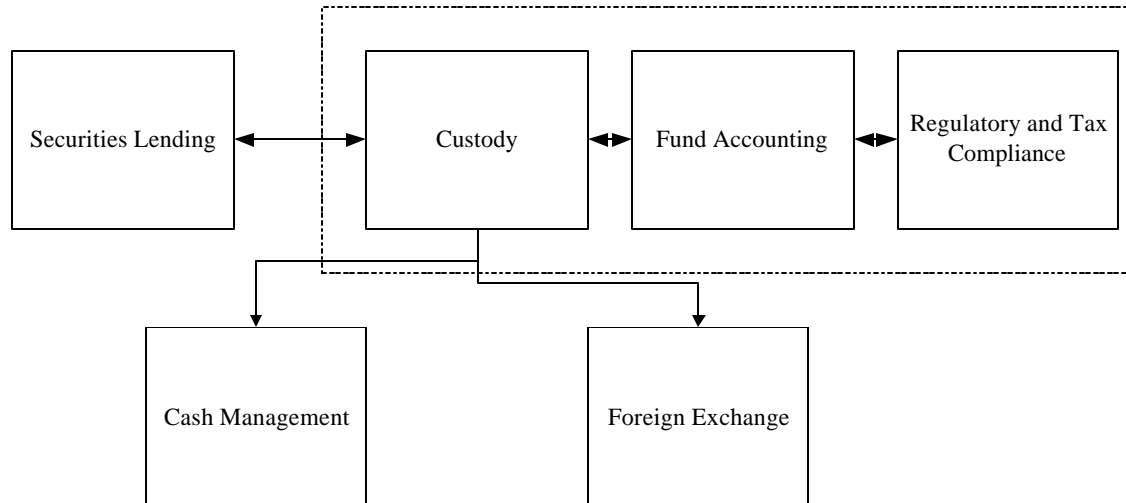 Securities Lending
Custody
Fund Accounting
Regulatory and Tax
Compliance
Cash Management
Foreign Exchange